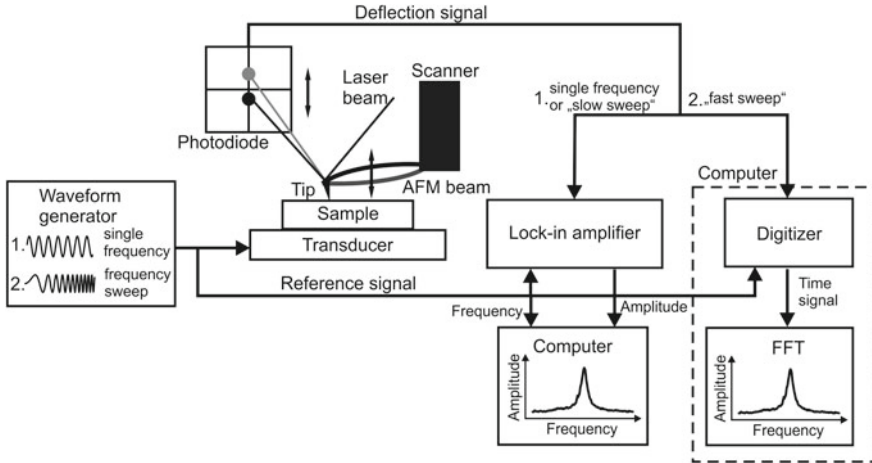 Deflection signal
Laser
beam
Scanner
Photodiode
Tip
AFM beam
Sample
Transducer
Waveform
generator
1. single
frequency
2. frequency
sweep
Reference signal
1. single frequency
or „slow sweep“
2. „fast sweep“
Computer
Lock-in amplifier
Digitizer
Frequency
Amplitude
Time
signal
Computer
Amplitude
Frequency
FFT
Amplitude
Frequency